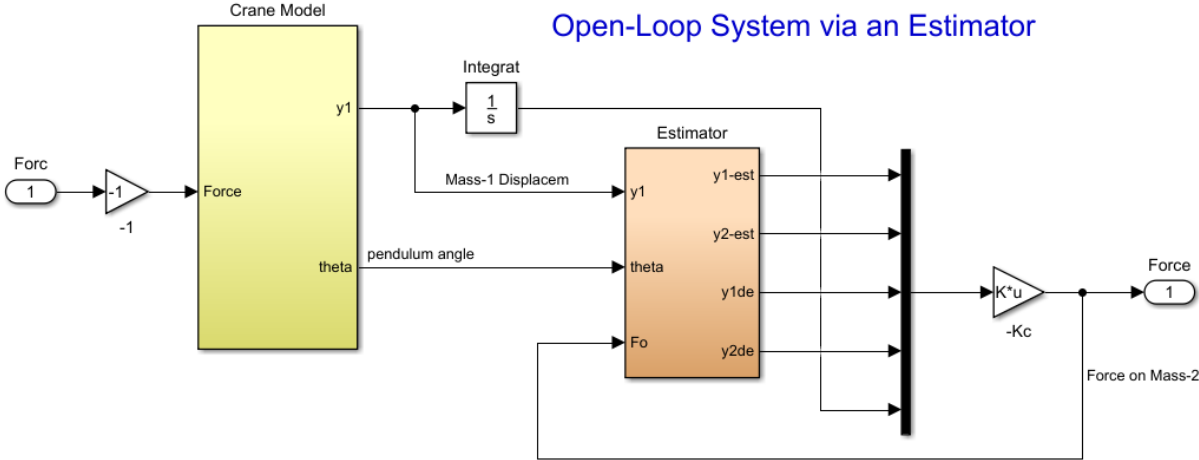 Crane Model
Open-Loop System via an Estimator
Integrat
1
s
y1
Estimator
Forc
1
-1
-1
Force
Mass-1 Displacem
y1
y1-est
y2-est
theta
pendulum angle
theta
y1de
Fo
y2de
K*u
-Kc
Force
1
Force on Mass-2